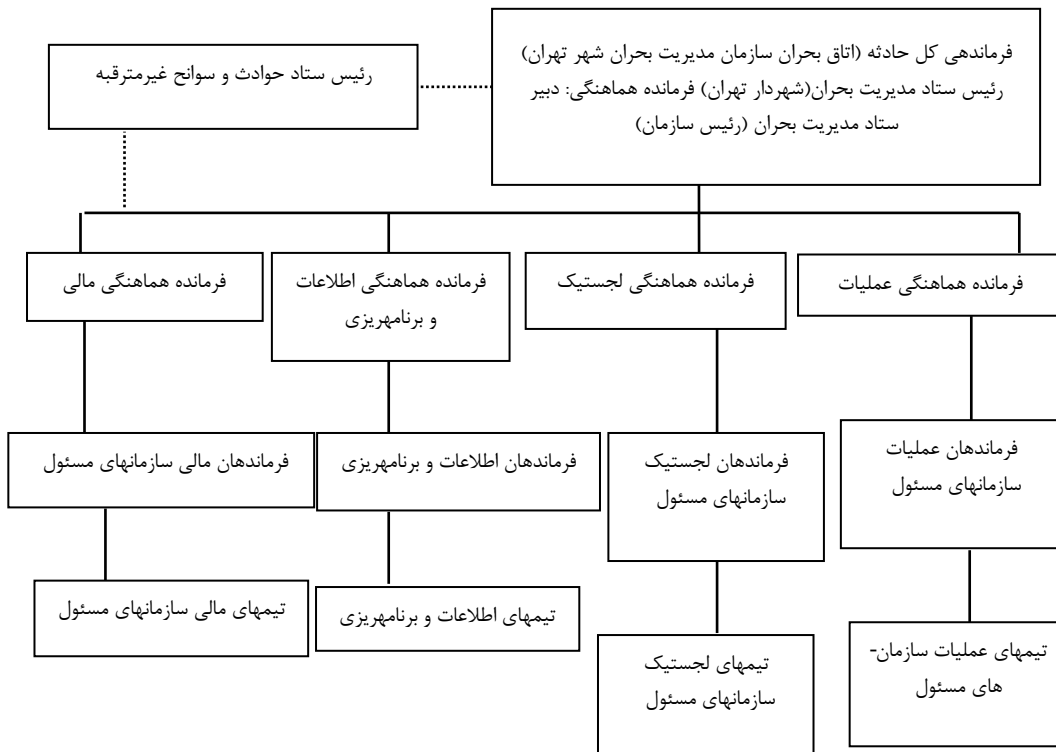 فرماندهی کل حادثه (اتاق بحران سازمان مدیریت بحران شهر تهران)
رئیس ستاد مدیریت بحران(شهردار تهران) فرمانده هماهنگی: دبیر
ستاد مدیریت بحران (رئیس سازمان)
رئیس ستاد حوادث و سوانح غیرمترقبه
فرمانده هماهنگی عملیات
فرمانده هماهنگی لجستیک
فرمانده هماهنگی اطلاعات
و برنامهریزی
فرمانده هماهنگی مالی
فرماندهان عملیات
سازمانهای مسئول
فرماندهان لجستیک
سازمانهای مسئول
فرماندهان اطلاعات و برنامهریزی
فرماندهان مالی سازمانهای مسئول
تیمهای عملیات سازمان-
های مسئول
تیمهای لجستیک
سازمانهای مسئول
تیمهای اطلاعات و برنامهریزی
تیمهای مالی سازمانهای مسئول